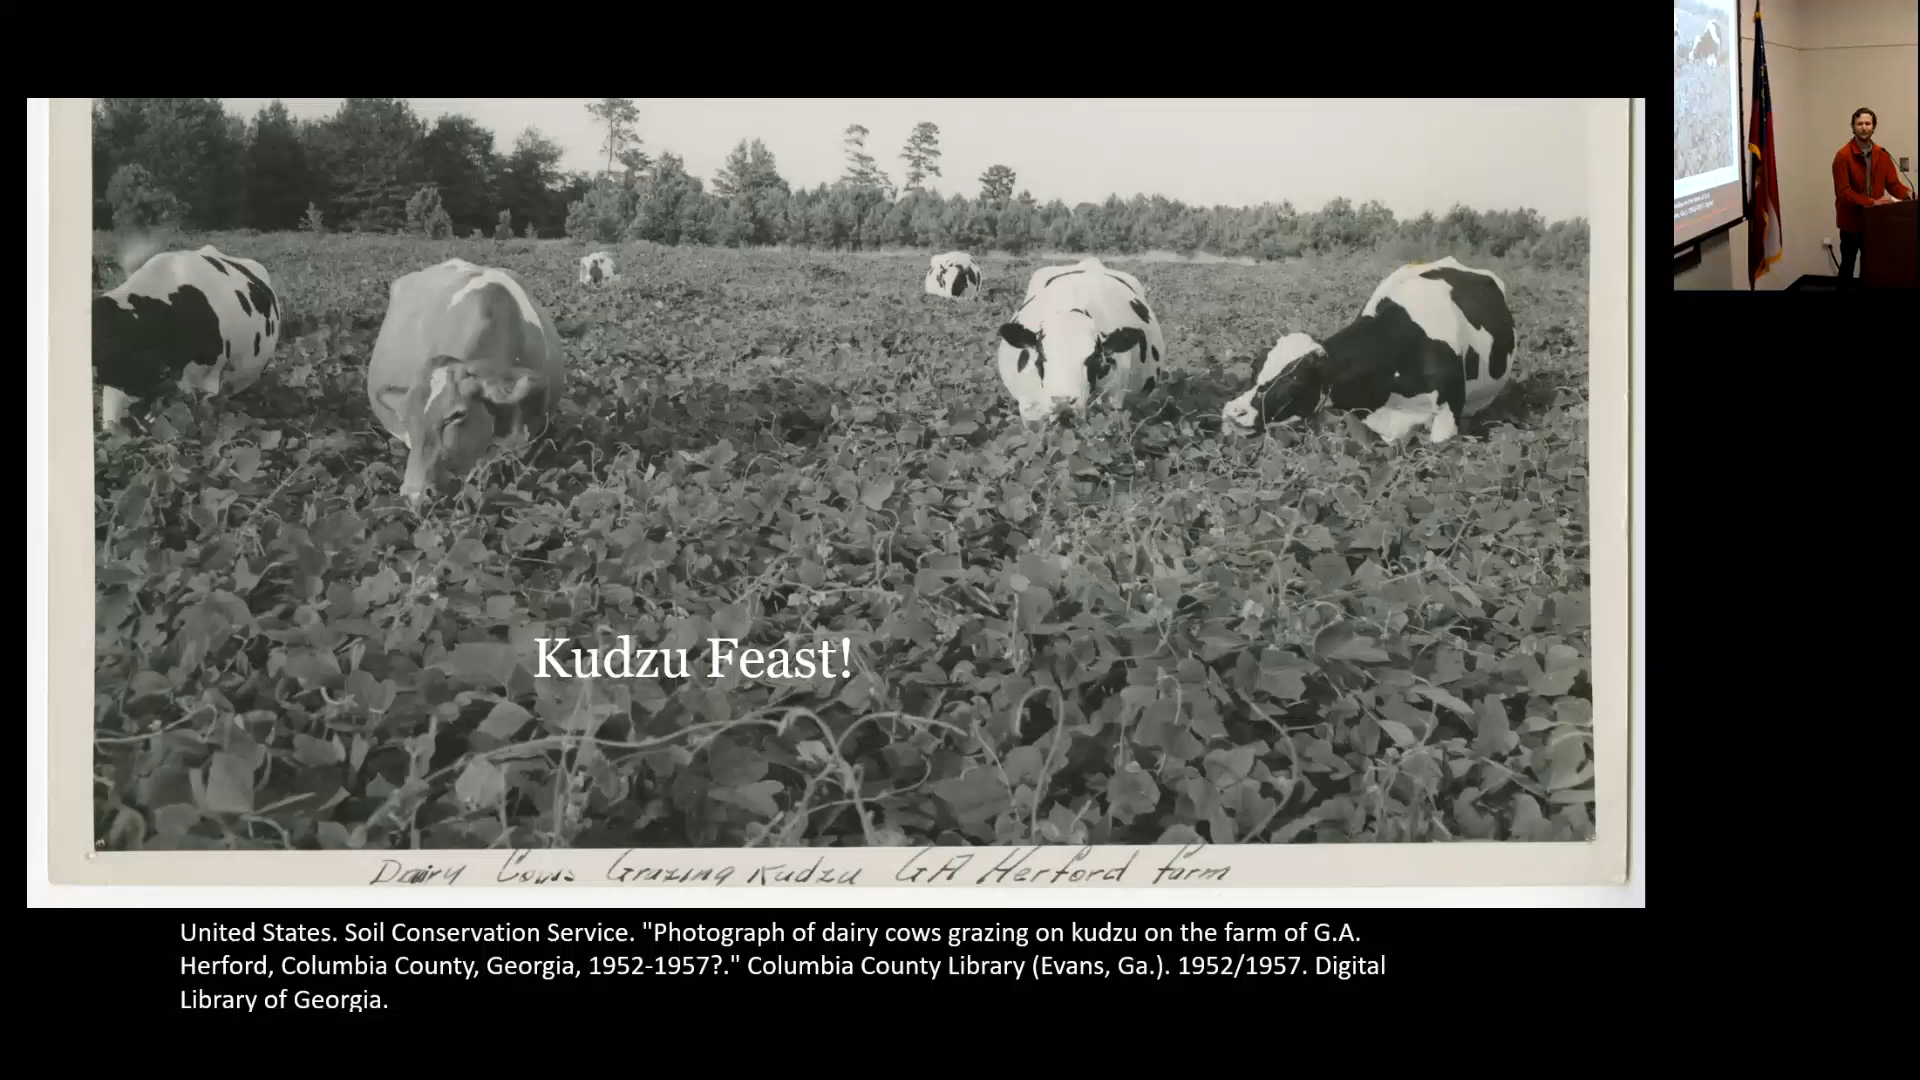 Kudzu Feast!
Dairy Cows Grazing Kudzu GA Herford farm
United States. Soil Conservation Service. "Photograph of dairy cows grazing on kudzu on the farm of G.A.
Herford, Columbia County, Georgia, 1952-1957?." Columbia County Library (Evans, Ga.). 1952/1957. Digital
Library of Georgia.